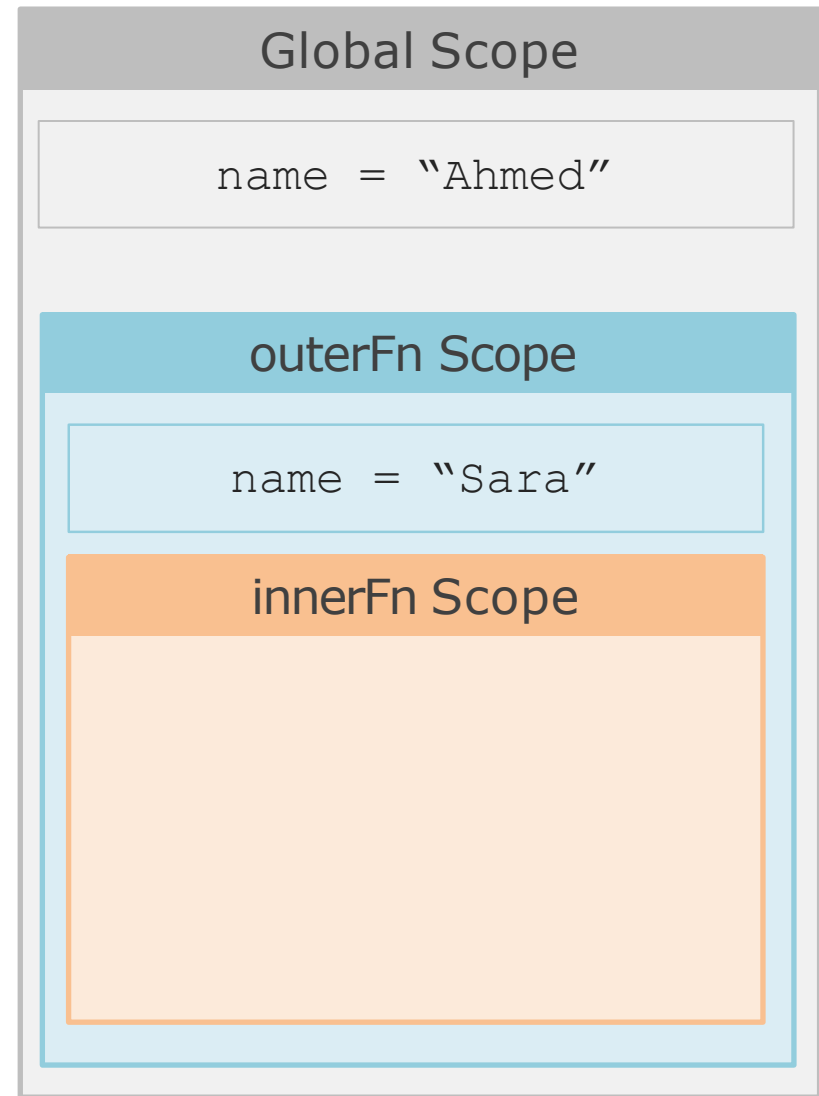 Global Scope
name = “Ahmed”
outerFn Scope
name = “Sara”
innerFn Scope